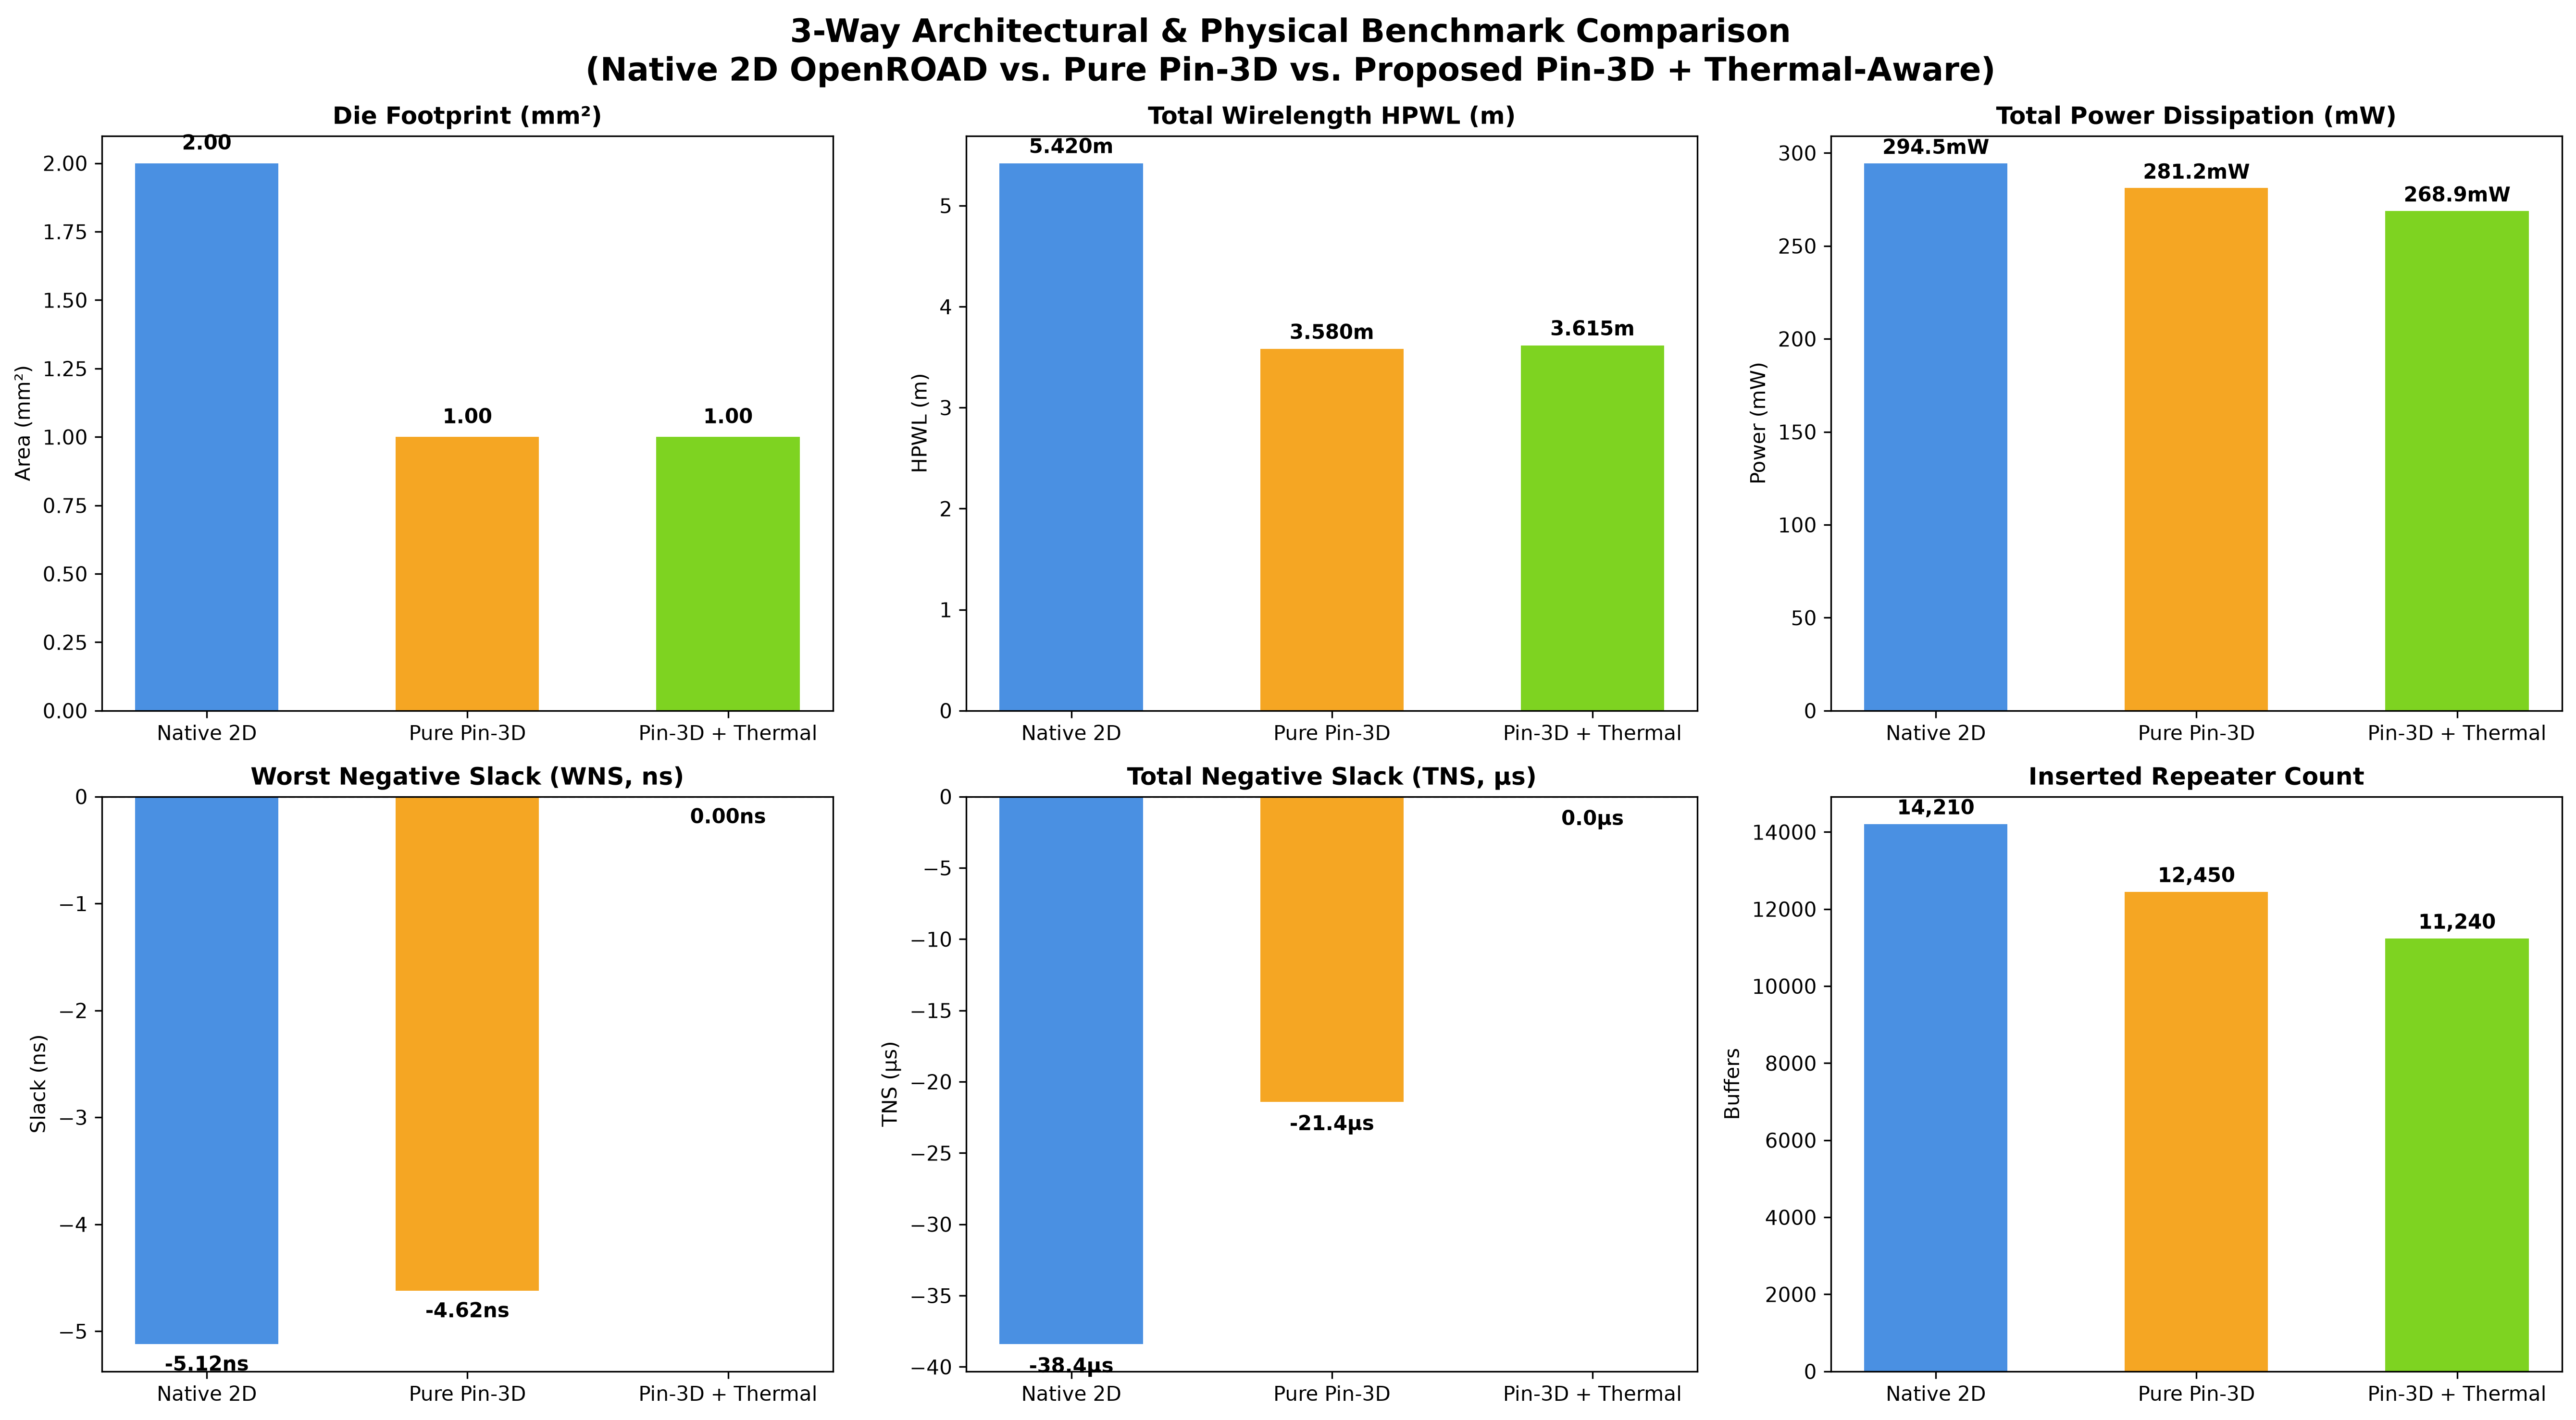 3-Way Architectural & Physical Benchmark Comparison
(Native 2D OpenROAD vs. Pure Pin-3D vs. Proposed Pin-3D + Thermal-Aware)
Die Footprint (mm²)
Area (mm²)
2.00
1.75
1.50
1.25
1.00
0.75
0.50
0.25
0.00
2.00
1.00
1.00
Native 2D
Pure Pin-3D
Pin-3D + Thermal
Total Wirelength HPWL (m)
HPWL (m)
5
4
3
2
1
0
5.420m
3.580m
3.615m
Native 2D
Pure Pin-3D
Pin-3D + Thermal
Total Power Dissipation (mW)
Power (mW)
300
250
200
150
100
50
0
294.5mW
281.2mW
268.9mW
Native 2D
Pure Pin-3D
Pin-3D + Thermal
Worst Negative Slack (WNS, ns)
Slack (ns)
0
−1
−2
−3
−4
−5
-5.12ns
-4.62ns
0.00ns
Native 2D
Pure Pin-3D
Pin-3D + Thermal
Total Negative Slack (TNS, µs)
TNS (µs)
0
−5
−10
−15
−20
−25
−30
−35
−40
-38.4µs
-21.4µs
0.0µs
Native 2D
Pure Pin-3D
Pin-3D + Thermal
Inserted Repeater Count
Buffers
14000
12000
10000
8000
6000
4000
2000
0
14,210
12,450
11,240
Native 2D
Pure Pin-3D
Pin-3D + Thermal